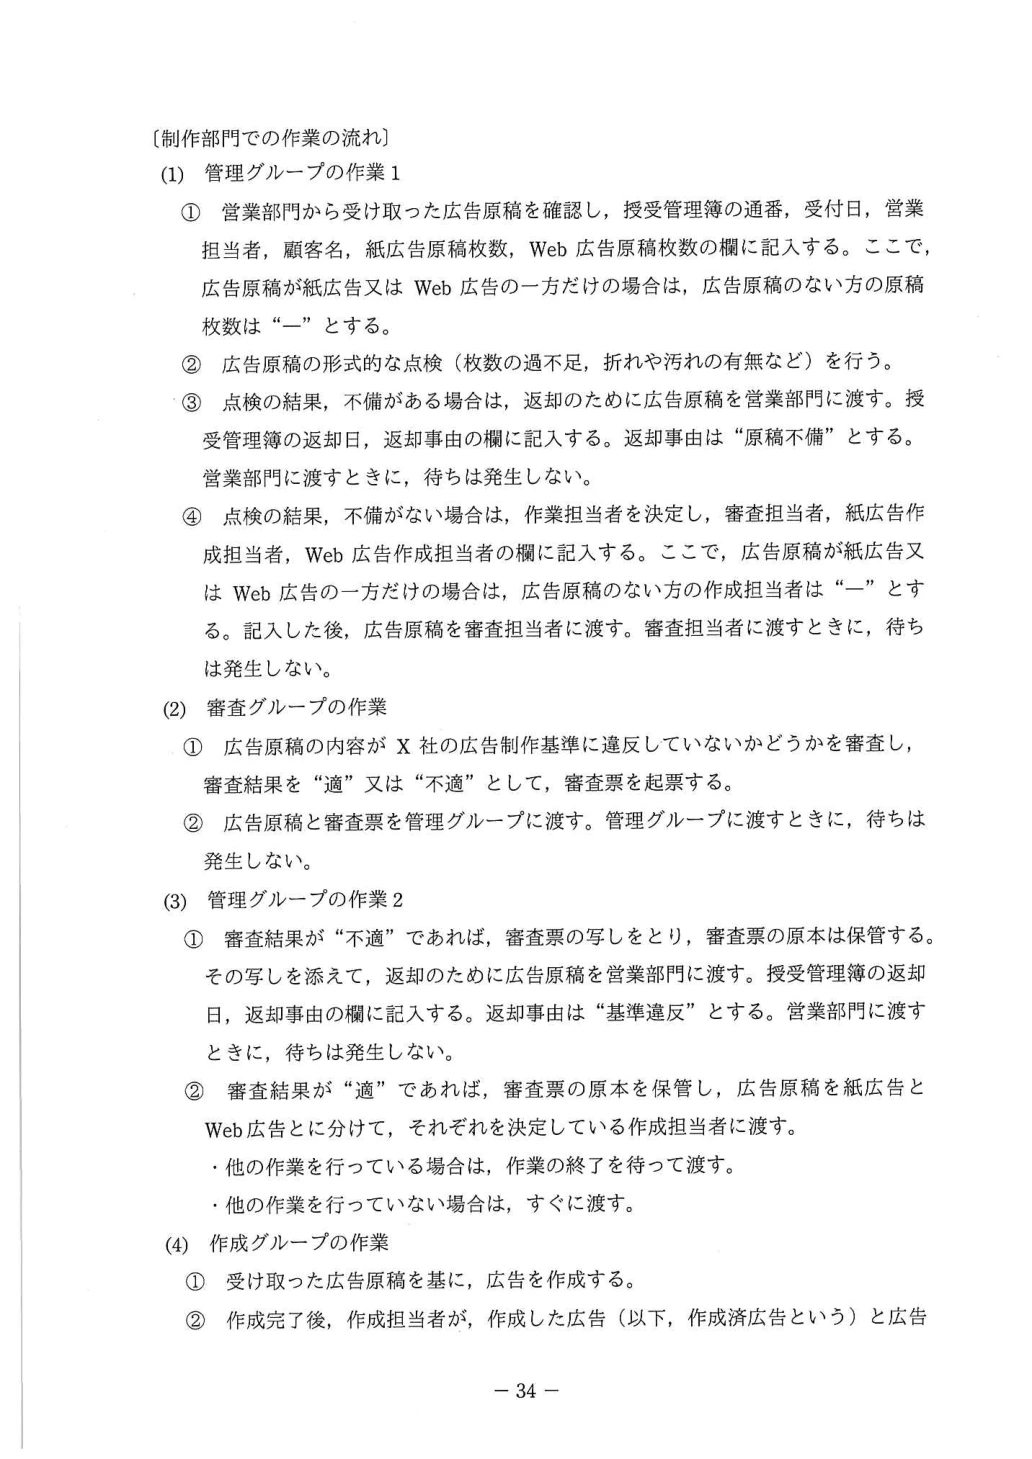 〔制作部門での作業の流れ〕
(1) 管理グループの作業1
① 営業部門から受け取った広告原稿を確認し，授受管理簿の通番，受付日，営業
担当者，顧客名，紙広告原稿枚数，Web 広告原稿枚数の欄に記入する。ここで，
広告原稿が紙広告又は Web 広告の一方だけの場合は，広告原稿のない方の原稿
枚数は“―”とする。
② 広告原稿の形式的な点検（枚数の過不足，折れや汚れの有無など）を行う。
③ 点検の結果，不備がある場合は，返却のために広告原稿を営業部門に渡す。授
受管理簿の返却日，返却事由の欄に記入する。返却事由は“原稿不備”とする。
営業部門に渡すときに，待ちは発生しない。
④ 点検の結果，不備がない場合は，作業担当者を決定し，審査担当者，紙広告作
成担当者，Web 広告作成担当者の欄に記入する。ここで，広告原稿が紙広告又
は Web 広告の一方だけの場合は，広告原稿のない方の作成担当者は“―”とす
る。記入した後，広告原稿を審査担当者に渡す。審査担当者に渡すときに，待ち
は発生しない。
(2) 審査グループの作業
① 広告原稿の内容が X 社の広告制作基準に違反していないかどうかを審査し，
審査結果を“適”又は“不適”として，審査票を起票する。
② 広告原稿と審査票を管理グループに渡す。管理グループに渡すときに，待ちは
発生しない。
(3) 管理グループの作業2
① 審査結果が“不適”であれば，審査票の写しをとり，審査票の原本は保管する。
その写しを添えて，返却のために広告原稿を営業部門に渡す。授受管理簿の返却
日，返却事由の欄に記入する。返却事由は“基準違反”とする。営業部門に渡す
ときに，待ちは発生しない。
② 審査結果が“適”であれば，審査票の原本を保管し，広告原稿を紙広告と
Web広告とに分けて，それぞれを決定している作成担当者に渡す。
・他の作業を行っている場合は，作業の終了を待って渡す。
・他の作業を行っていない場合は，すぐに渡す。
(4) 作成グループの作業
① 受け取った広告原稿を基に，広告を作成する。
② 作成完了後，作成担当者が，作成した広告（以下，作成済広告という）と広告
－ 34 －